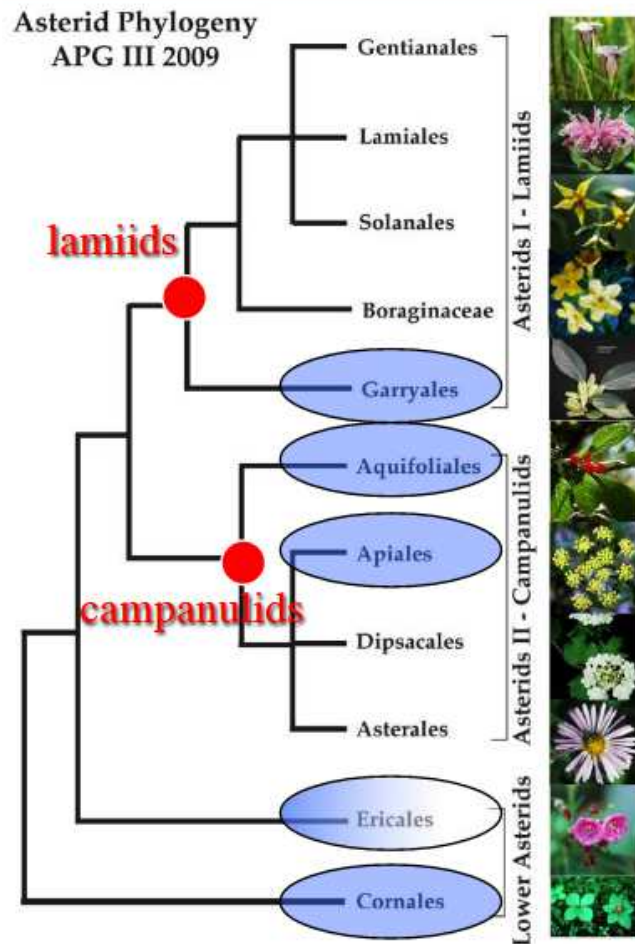 Asterid Phylogeny
APG III 2009
Gentianales
Lamiales
lamiids
Solanales
Boraginaceae
Garryales
Asterids I - Lamiids
Aquifoliales
Apiales
campanulids
Dipsacales
Asterales
Asterids II - Campanulids
Ericales
Cornales
Lower Asterids